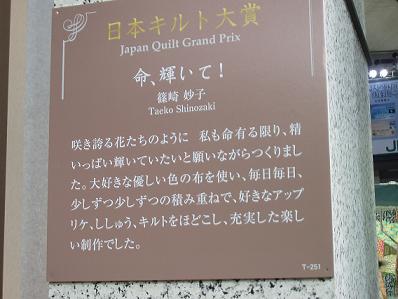 日本キルト大賞
Japan Quilt Grand Prix
命、輝いて！
篠崎 妙子
Taeko Shinozaki
咲き誇る花たちのように　私も命有る限り、精
いっぱい輝いていたいと願いながらつくりまし
た。大好きな優しい色の布を使い、毎日毎日、
少しずつ少しずつの積み重ねで、好きなアップ
リケ、ししゅう、キルトをほどこし、充実した楽し
い制作でした。
T-251